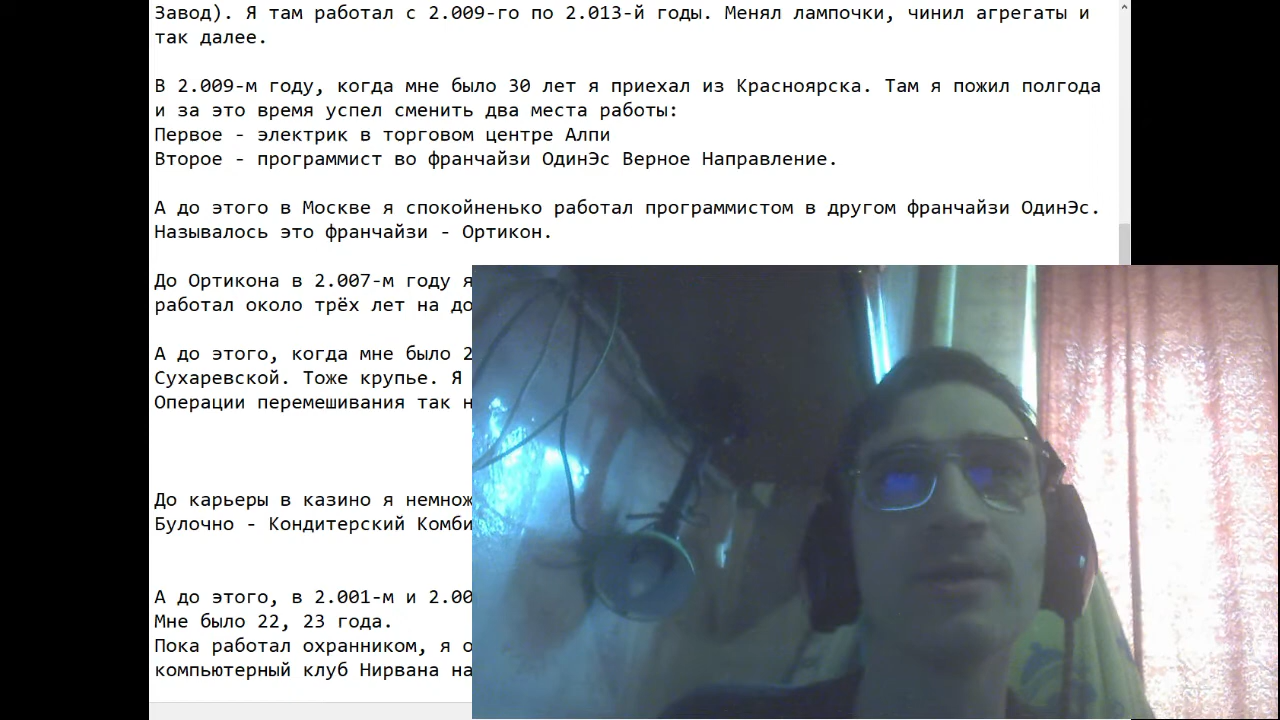 Завод). Я там работал с 2.009-го по 2.013-й годы. Менял лампочки, чинил агрегаты и
так далее.
В 2.009-м году, когда мне было 30 лет я приехал из Красноярска. Там я пожил полгода
и за это время успел сменить два места работы:
Первое - электрик в торговом центре Алпи
Второе - программист во франчайзи ОдинЭс Верное Направление.
А до этого в Москве я спокойненько работал программистом в другом франчайзи ОдинЭс.
Называлось это франчайзи - Ортикон.
До Ортикона в 2.007-м году я
работал около трёх лет на до
А до этого, когда мне было 2
Сухаревской. Тоже крупье. Я
Операции перемешивания так н
До карьеры в казино я немнож
Булочно - Кондитерский Комби
А до этого, в 2.001-м и 2.00
Мне было 22, 23 года.
Пока работал охранником, я о
компьютерный клуб Нирвана на